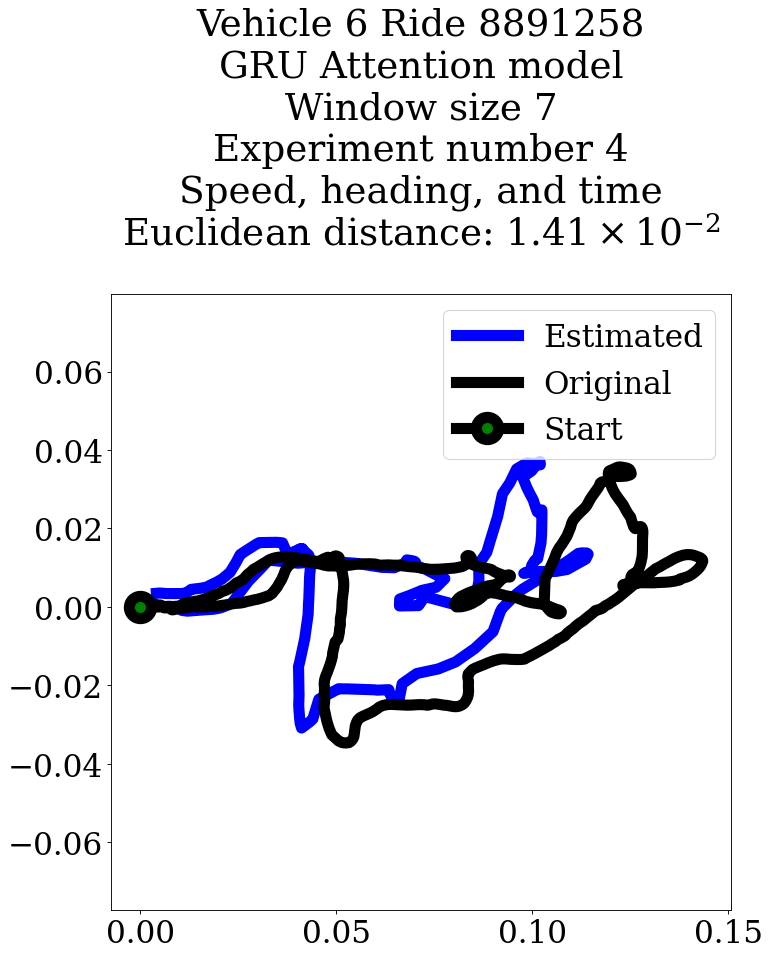 Vehicle 6 Ride 8891258
GRU Attention model
Window size 7
Experiment number 4
Speed, heading, and time
Euclidean distance: 1.41 × 10⁻²
Estimated
Original
Start
0.06
0.04
0.02
0.00
−0.02
−0.04
−0.06
0.00 0.05 0.10 0.15